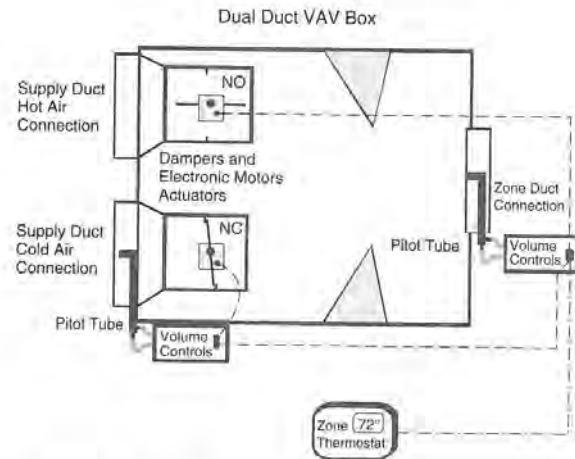 Dual Duct VAV Box
Supply Duct
Hot Air
Connection
NO
Dampers and
Electronic Motors
Actuators
Supply Duct
Cold Air
Connection
NC
Zone Duct
Connection
Pitot Tube
Volume
Controls
Pitot Tube
Volume
Controls
Zone 72°
Thermostat